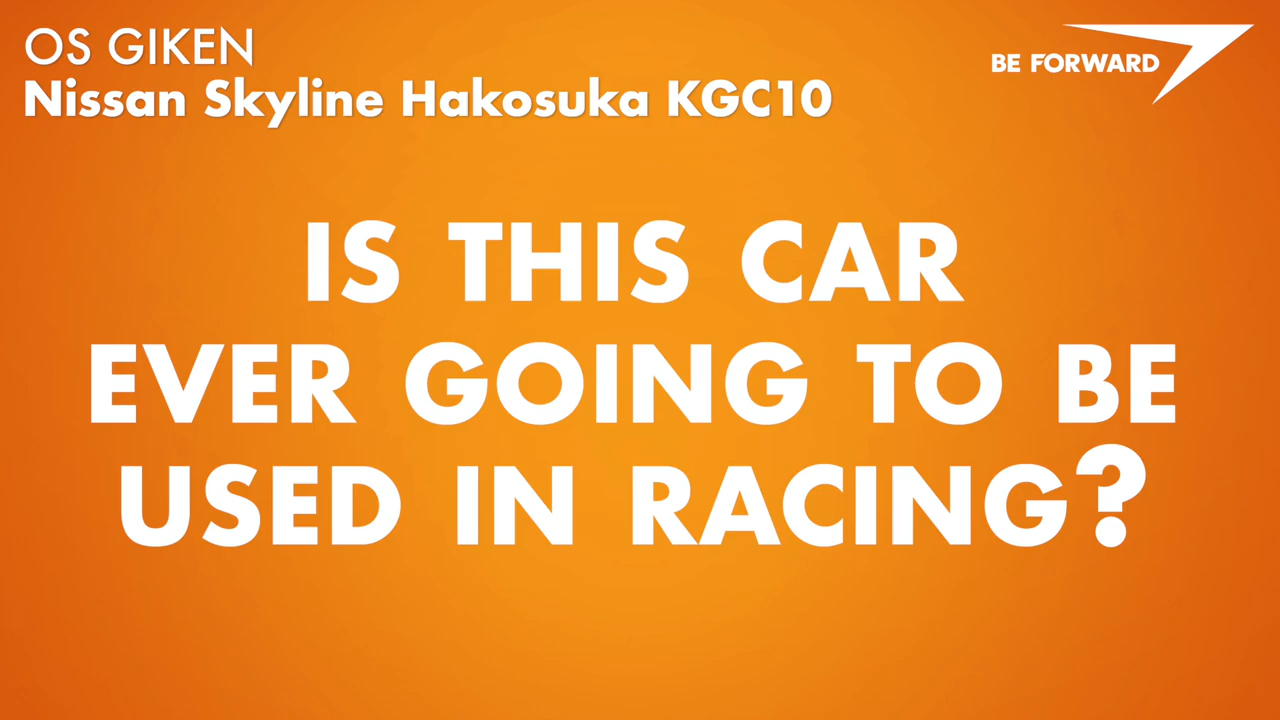 OS GIKEN
Nissan Skyline Hakosuka KGC10
BE FORWARD
IS THIS CAR
EVER GOING TO BE
USED IN RACING?